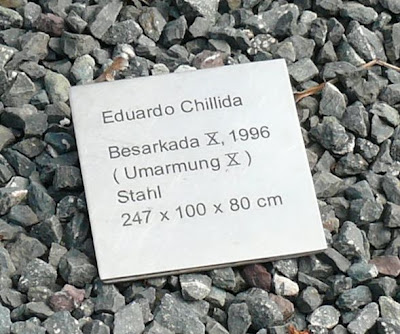 Eduardo Chillida
Besarkada X, 1996
( Umarmung X )
Stahl
247 x 100 x 80 cm